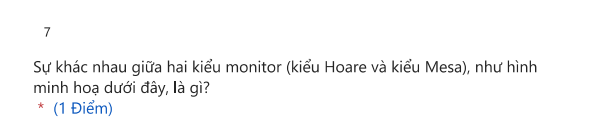 7
Sự khác nhau giữa hai kiểu monitor (kiểu Hoare và kiểu Mesa), như hình
minh hoạ dưới đây, là gì?
* (1 Điểm)